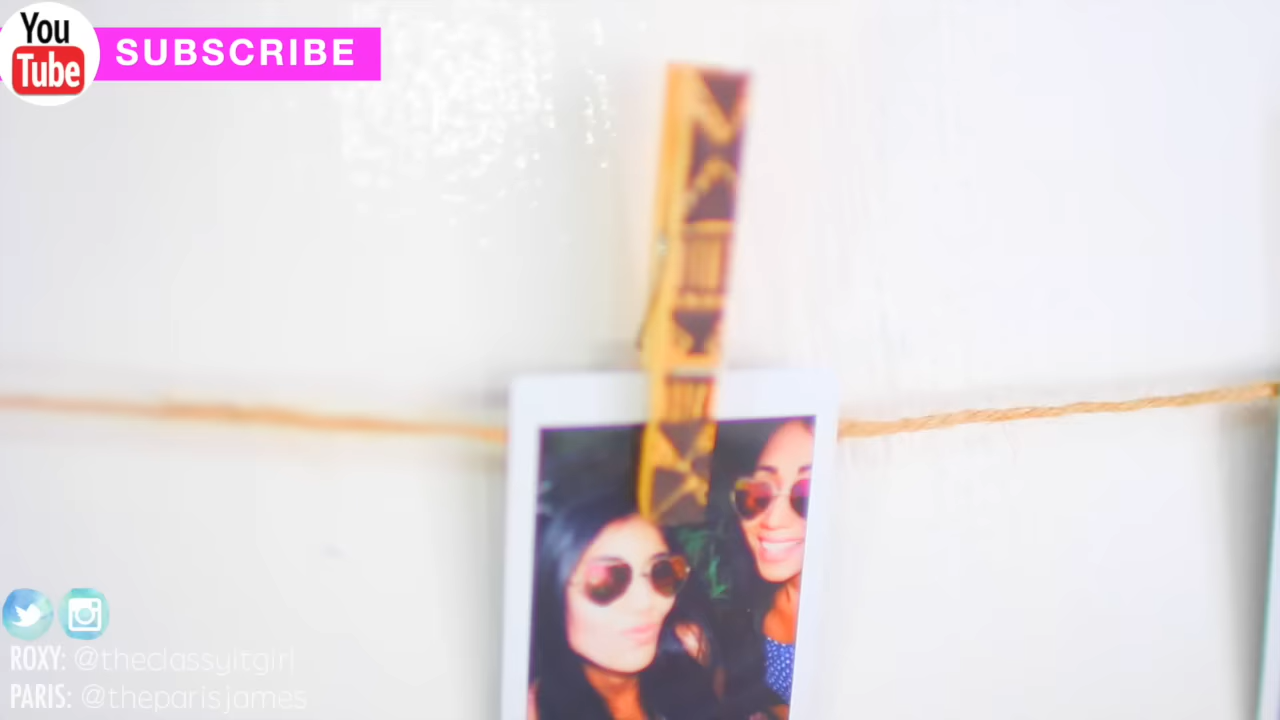 You
Tube
SUBSCRIBE
ROXY: @theclassyitgirl
PARIS: @theparisjames